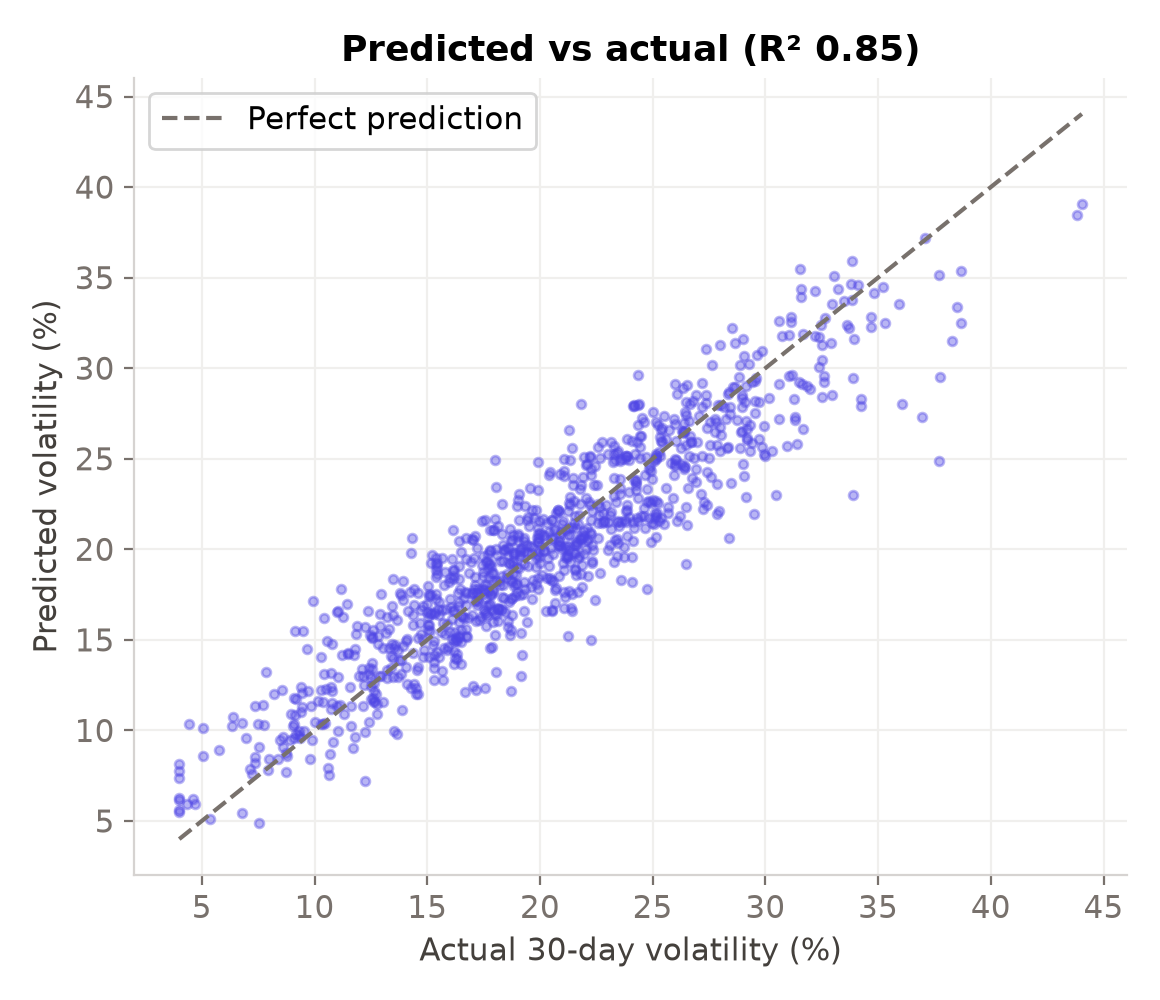 Predicted vs actual (R² 0.85)
Perfect prediction
Predicted volatility (%)
45
40
35
30
25
20
15
10
5
5 10 15 20 25 30 35 40 45
Actual 30-day volatility (%)